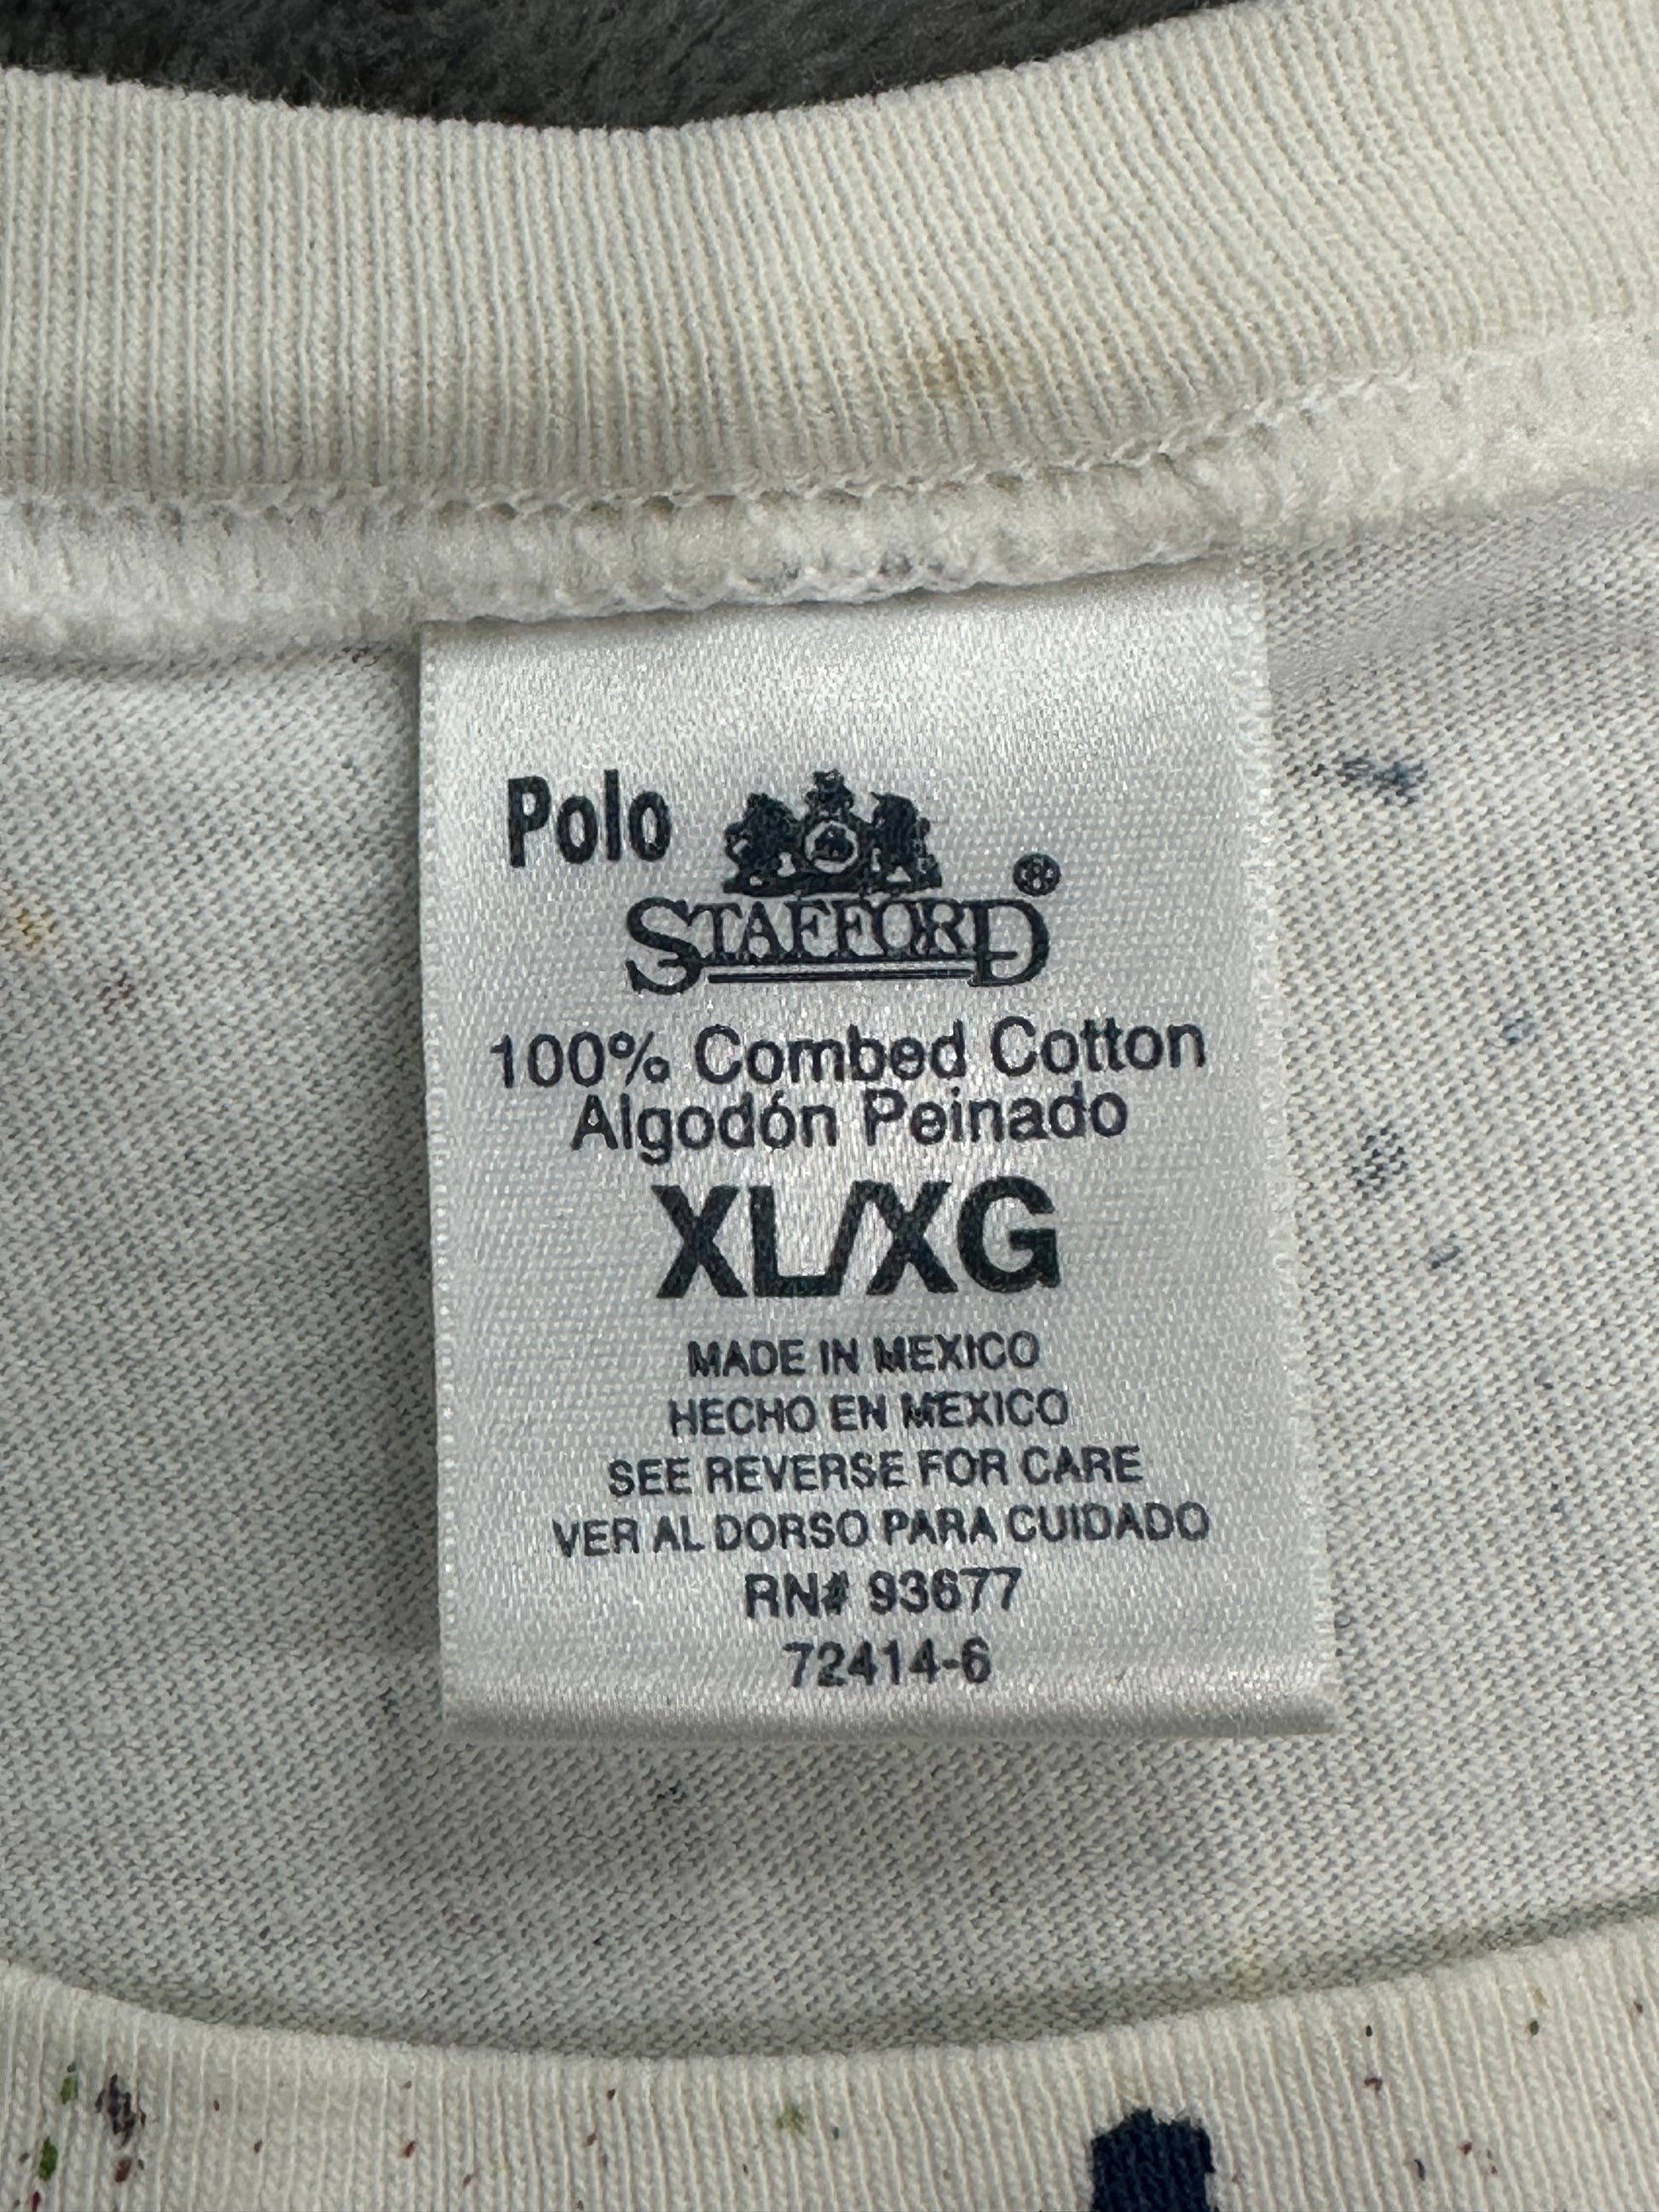 Polo
STAFFORD®
100% Combed Cotton
Algodón Peinado
XL/XG
MADE IN MEXICO
HECHO EN MEXICO
SEE REVERSE FOR CARE
VER AL DORSO PARA CUIDADO
RN# 93677
72414-6